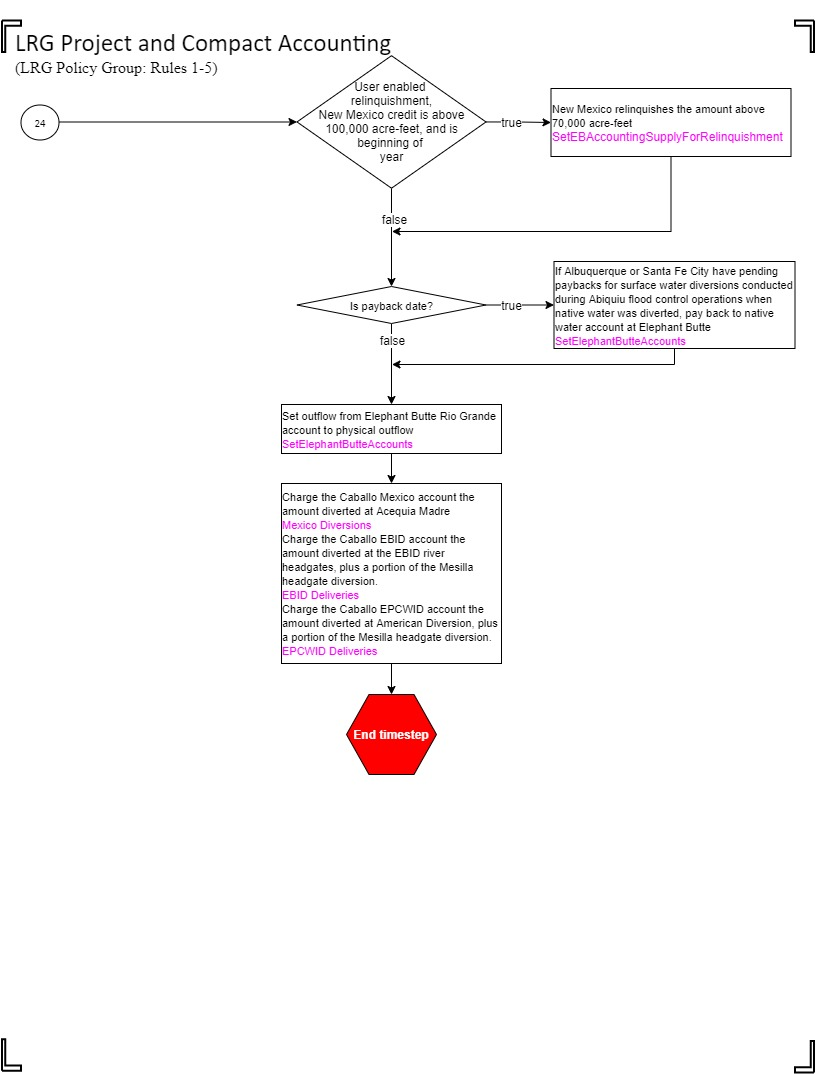 LRG Project and Compact Accounting
(LRG Policy Group: Rules 1-5)
24
User enabled
relinquishment,
New Mexico credit is above
100,000 acre-feet, and is
beginning of
year
true
New Mexico relinquishes the amount above
70,000 acre-feet
SetEBAccountingSupplyForRelinquishment
false
Is payback date?
true
If Albuquerque or Santa Fe City have pending
paybacks for surface water diversions conducted
during Abiquiu flood control operations when
native water was diverted, pay back to native
water account at Elephant Butte
SetElephantButteAccounts
false
Set outflow from Elephant Butte Rio Grande
account to physical outflow
SetElephantButteAccounts
Charge the Caballo Mexico account the
amount diverted at Acequia Madre
Mexico Diversions
Charge the Caballo EBID account the
amount diverted at the EBID river
headgates, plus a portion of the Mesilla
headgate diversion.
EBID Deliveries
Charge the Caballo EPCWID account the
amount diverted at American Diversion, plus
a portion of the Mesilla headgate diversion.
EPCWID Deliveries
End timestep